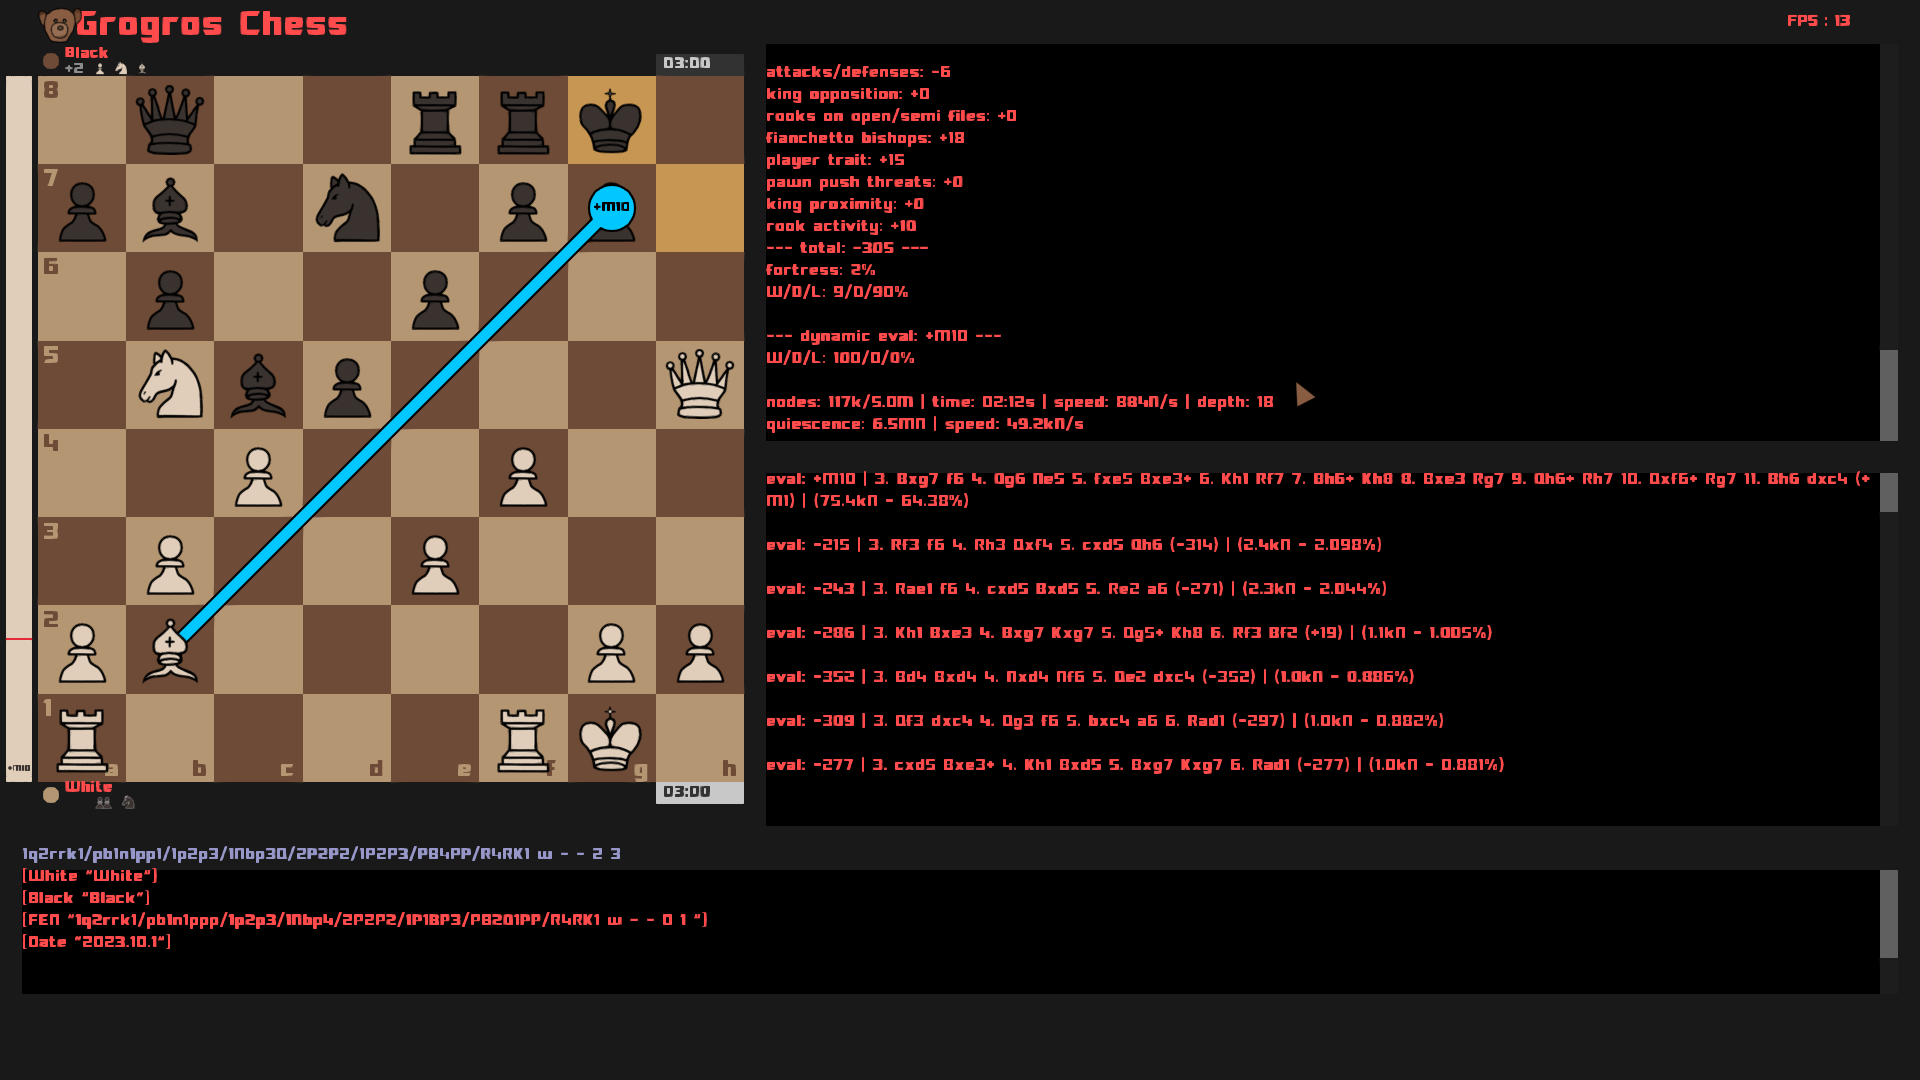 Grogros Chess
FPS : 13
Black
+2
03:00
attacks/defenses: -6
king opposition: +0
rooks on open/semi files: +0
fianchetto bishops: +18
player trait: +15
pawn push threats: +0
king proximity: +0
rook activity: +10
--- total: -305 ---
fortress: 2%
W/D/L: 9/0/90%
--- dynamic eval: +M10 ---
W/D/L: 100/0/0%
nodes: 117k/5.0M | time: 02:12s | speed: 884N/s | depth: 18
quiescence: 6.5MN | speed: 49.2kN/s
8
7
6
5
4
3
2
1
a b c d e f g h
+M10
+M10
eval: +M10 | 3. Bxg7 f6 4. Qg6 Ne5 5. fxe5 Bxe3+ 6. Kh1 Rf7 7. Bh6+ Kh8 8. Bxe3 Rg7 9. Qh6+ Rh7 10. Qxf6+ Rg7 11. Bh6 dxc4 (+
M1) | (75.4kN - 64.38%)
eval: -215 | 3. Rf3 f6 4. Rh3 Qxf4 5. cxd5 Qh6 (-314) | (2.4kN - 2.098%)
eval: -243 | 3. Rae1 f6 4. cxd5 Bxd5 5. Re2 a6 (-271) | (2.3kN - 2.044%)
eval: -286 | 3. Kh1 Bxe3 4. Bxg7 Kxg7 5. Qg5+ Kh8 6. Rf3 Bf2 (+19) | (1.1kN - 1.005%)
eval: -352 | 3. Bd4 Bxd4 4. Nxd4 Nf6 5. Qe2 dxc4 (-352) | (1.0kN - 0.886%)
eval: -309 | 3. Qf3 dxc4 4. Qg3 f6 5. bxc4 a6 6. Rad1 (-297) | (1.0kN - 0.882%)
eval: -277 | 3. cxd5 Bxe3+ 4. Kh1 Bxd5 5. Bxg7 Kxg7 6. Rad1 (-277) | (1.0kN - 0.881%)
White
03:00
1q2rrk1/pb1n1pp1/1p2p3/1Nbp3Q/2P2P2/1P2P3/PB4PP/R4RK1 w - - 2 3
[White "White"]
[Black "Black"]
[FEN "1q2rrk1/pb1n1ppp/1p2p3/1Nbp4/2P2P2/1P1BP3/PB2Q1PP/R4RK1 w - - 0 1 "]
[Date "2023.10.1"]